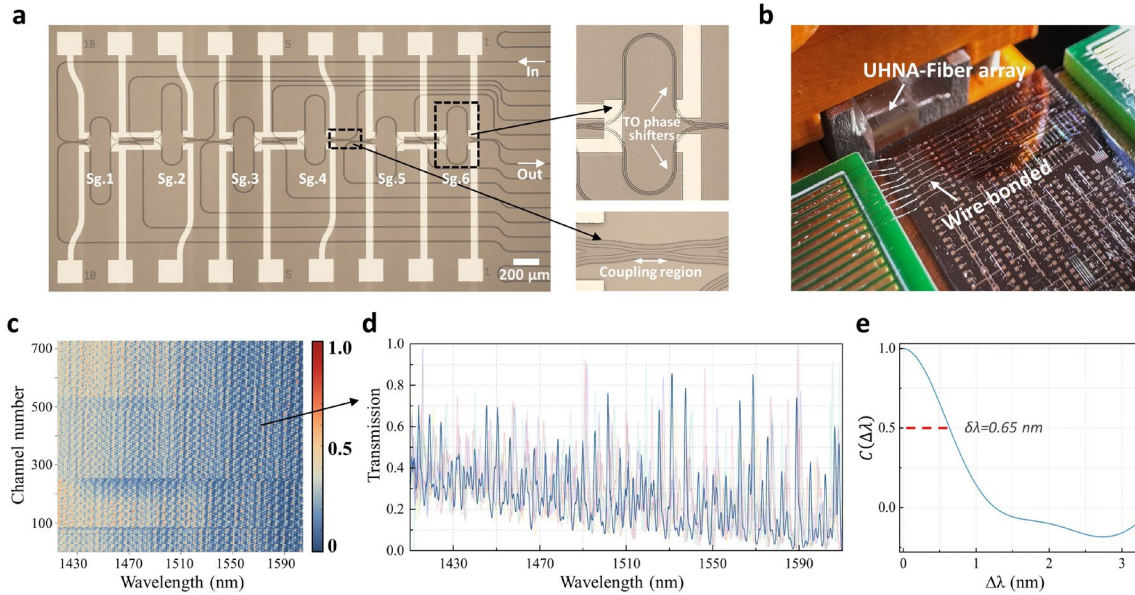 a
10
5
1
In
Sg.1
Sg.2
Sg.3
Sg.4
Sg.5
Sg.6
Out
10
5
1
200 μm
TO phase
shifters
Coupling region
b
UHNA-Fiber array
Wire-bonded
c
Channel number
700
500
300
100
1430
1470
1510
1550
1590
Wavelength (nm)
1.0
0.5
0
d
Transmission
1.0
0.8
0.6
0.4
0.2
0.0
1430
1470
1510
1550
1590
Wavelength (nm)
e
C(Δλ)
1.0
0.5
0.0
δλ=0.65 nm
0
1
2
3
Δλ (nm)